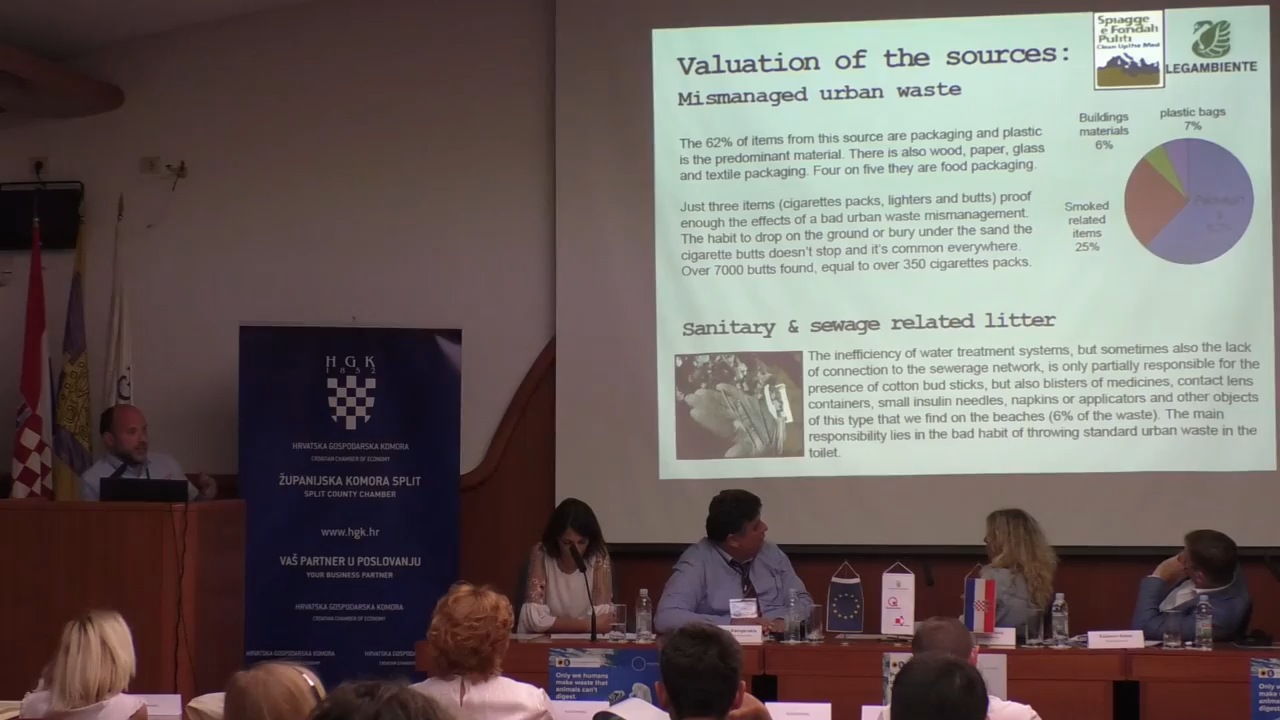 Valuation of the sources:
Mismanaged urban waste
Spiagge
e Fondali
Puliti
Clean Up the Med
LEGAMBIENTE
The 62% of items from this source are packaging and plastic
is the predominant material. There is also wood, paper, glass
and textile packaging. Four on five they are food packaging.
Just three items (cigarettes packs, lighters and butts) proof
enough the effects of a bad urban waste mismanagement.
The habit to drop on the ground or bury under the sand the
cigarette butts doesn't stop and it's common everywhere.
Over 7000 butts found, equal to over 350 cigarettes packs.
Buildings
materials
6%
plastic bags
7%
Smoked
related
items
25%
Sanitary & sewage related litter
The inefficiency of water treatment systems, but sometimes also the lack
of connection to the sewerage network, is only partially responsible for the
presence of cotton bud sticks, but also blisters of medicines, contact lens
containers, small insulin needles, napkins or applicators and other objects
of this type that we find on the beaches (6% of the waste). The main
responsibility lies in the bad habit of throwing standard urban waste in the
toilet.
HGK
1852
HRVATSKA GOSPODARSKA KOMORA
CROATIAN CHAMBER OF ECONOMY
ŽUPANIJSKA KOMORA SPLIT
SPLIT COUNTY CHAMBER
www.hgk.hr
VAŠ PARTNER U POSLOVANJU
YOUR BUSINESS PARTNER
HRVATSKA GOSPODARSKA KOMORA
CROATIAN CHAMBER OF ECONOMY
HRVATSKA GOSPODARSKA KOMORA
Only we humans
make waste that
animals can't
digest.